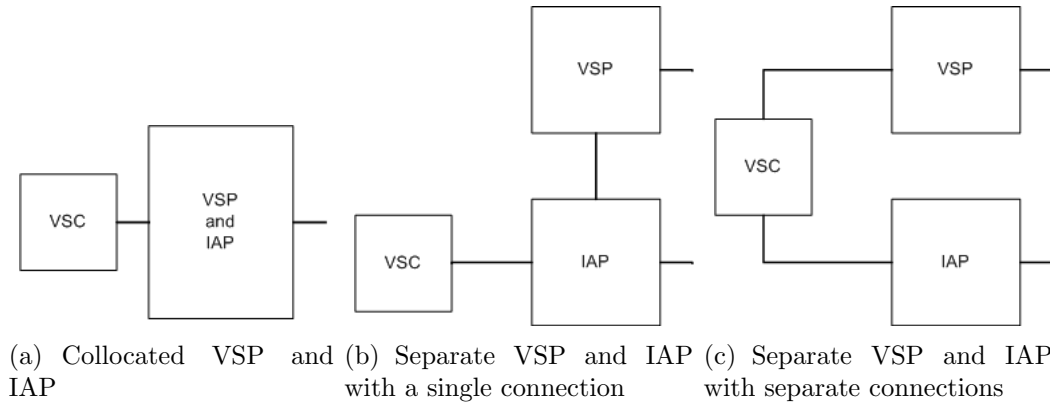 VSC
VSP
and
IAP
(a) Collocated VSP and
IAP
VSP
VSC
IAP
(b) Separate VSP and IAP
with a single connection
VSP
VSC
IAP
(c) Separate VSP and IAP
with separate connections